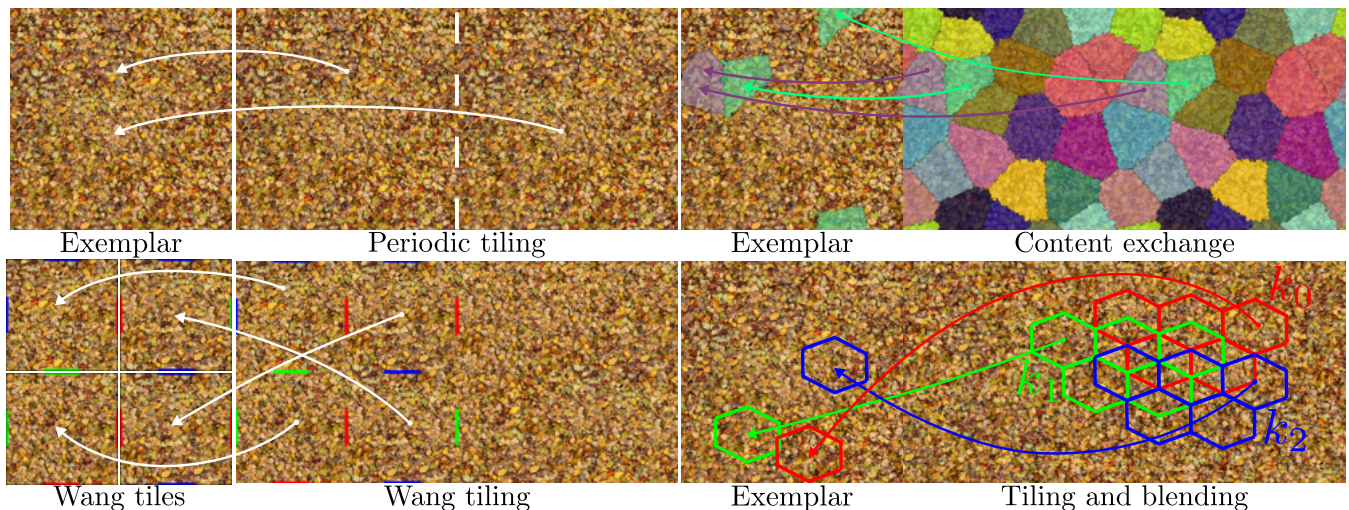 Exemplar
Periodic tiling
Exemplar
Content exchange
k0
k1
k2
Wang tiles
Wang tiling
Exemplar
Tiling and blending